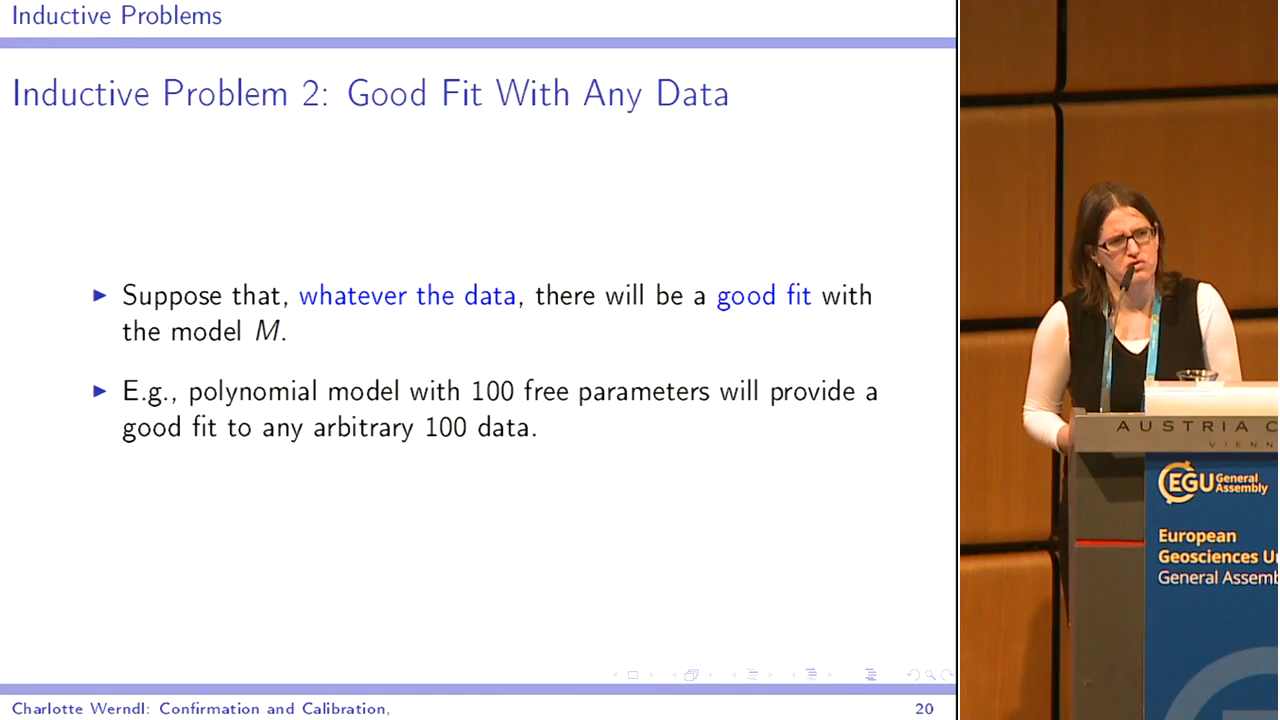 Inductive Problems
Inductive Problem 2: Good Fit With Any Data
Suppose that, whatever the data, there will be a good fit with
the model M.
E.g., polynomial model with 100 free parameters will provide a
good fit to any arbitrary 100 data.
Charlotte Werndl: Confirmation and Calibration,
20
AUSTRIA C
VIENN
EGU General
Assembly
European
Geosciences U
General Assemb